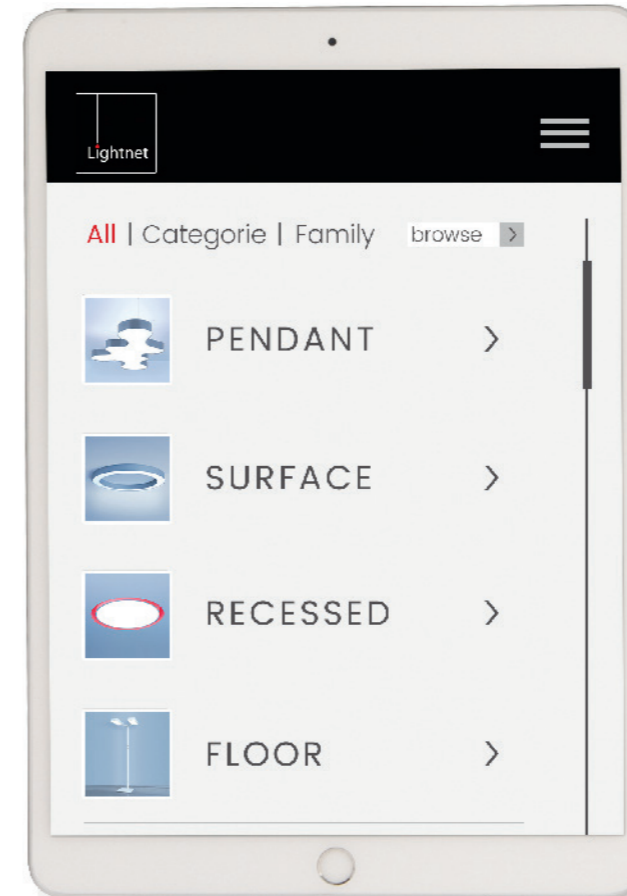 Lightnet
All | Categorie | Family browse >
PENDANT
SURFACE
RECESSED
FLOOR